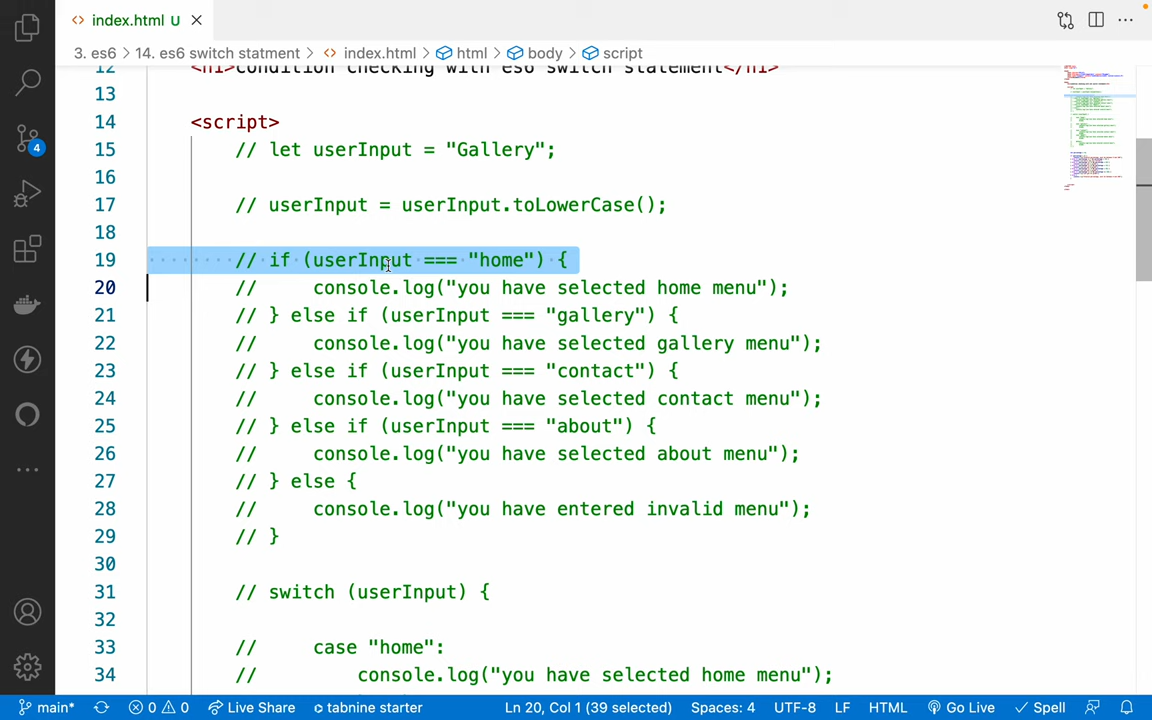 index.html U
3. es6 > 14. es6 switch statment > index.html > html > body > script
12 <h1>condition checking with es6 switch statement</h1>
13
14 <script>
15 // let userInput = "Gallery";
16
17 // userInput = userInput.toLowerCase();
18
19 // if (userInput === "home") {
20 // console.log("you have selected home menu");
21 // } else if (userInput === "gallery") {
22 // console.log("you have selected gallery menu");
23 // } else if (userInput === "contact") {
24 // console.log("you have selected contact menu");
25 // } else if (userInput === "about") {
26 // console.log("you have selected about menu");
27 // } else {
28 // console.log("you have entered invalid menu");
29 // }
30
31 // switch (userInput) {
32
33 // case "home":
34 // console.log("you have selected home menu");
4
main* 0 0 Live Share tabnine starter Ln 20, Col 1 (39 selected) Spaces: 4 UTF-8 LF HTML Go Live Spell